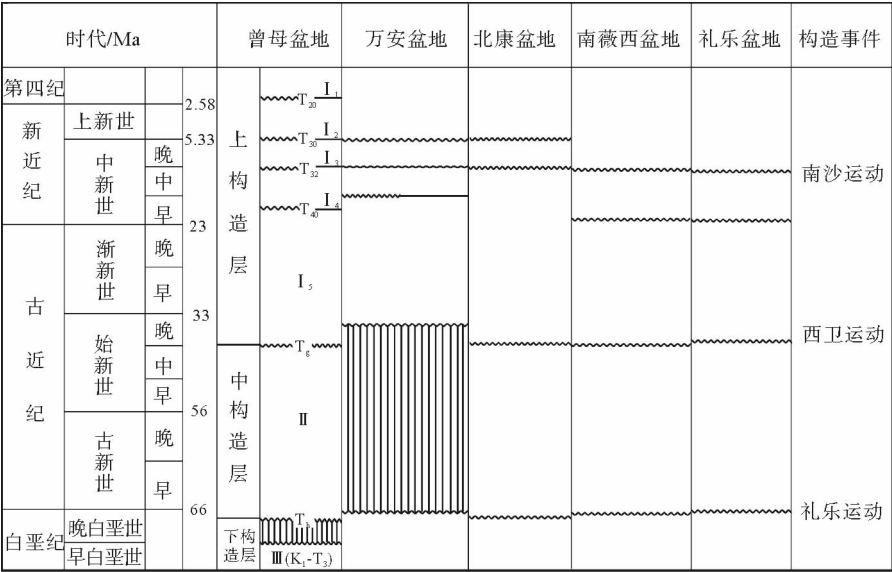 时代/Ma 曾母盆地 万安盆地 北康盆地 南薇西盆地 礼乐盆地 构造事件
第四纪
2.58
新近纪
上新世
5.33
中新世
晚
中
早
23
古近纪
渐新世
晚
早
33
始新世
晚
中
早
56
古新世
晚
早
66
白垩纪
晚白垩世
早白垩世
上构造层
中构造层
下构造层
T20 I1
T30 I2
T32 I3
T40 I4
I5
Tg
II
III(K1-T3)
南沙运动
西卫运动
礼乐运动